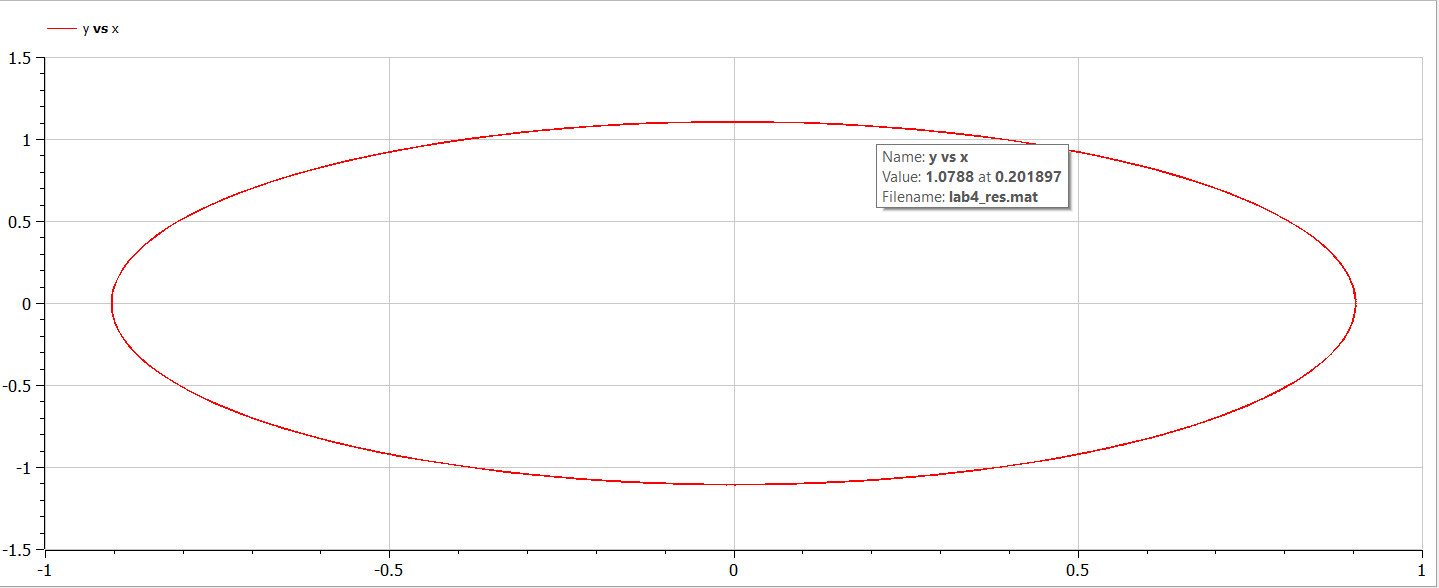 y vs x
1.5
1
0.5
0
-0.5
-1
-1.5
Name: y vs x
Value: 1.0788 at 0.201897
Filename: lab4_res.mat
-1 -0.5 0 0.5 1